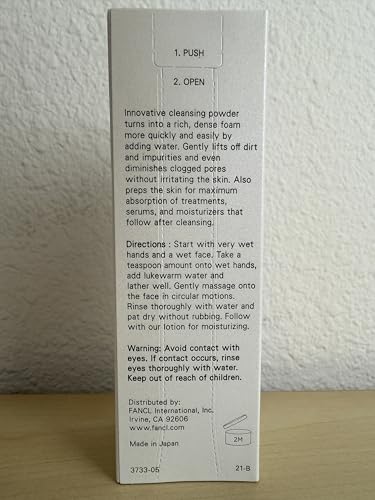 1. PUSH
2. OPEN
Innovative cleansing powder
turns into a rich, dense foam
more quickly and easily by
adding water. Gently lifts off dirt
and impurities and even
diminishes clogged pores
without irritating the skin. Also
preps the skin for maximum
absorption of treatments,
serums, and moisturizers that
follow after cleansing.
Directions : Start with very wet
hands and a wet face. Take a
teaspoon amount onto wet hands,
add lukewarm water and
lather well. Gently massage onto
the face in circular motions.
Rinse thoroughly with water and
pat dry without rubbing. Follow
with our lotion for moisturizing.
Warning: Avoid contact with
eyes. If contact occurs, rinse
eyes thoroughly with water.
Keep out of reach of children.
Distributed by:
FANCL International, Inc.
Irvine, CA 92606
www.fancl.com
Made in Japan
2M
3733-05
21-B